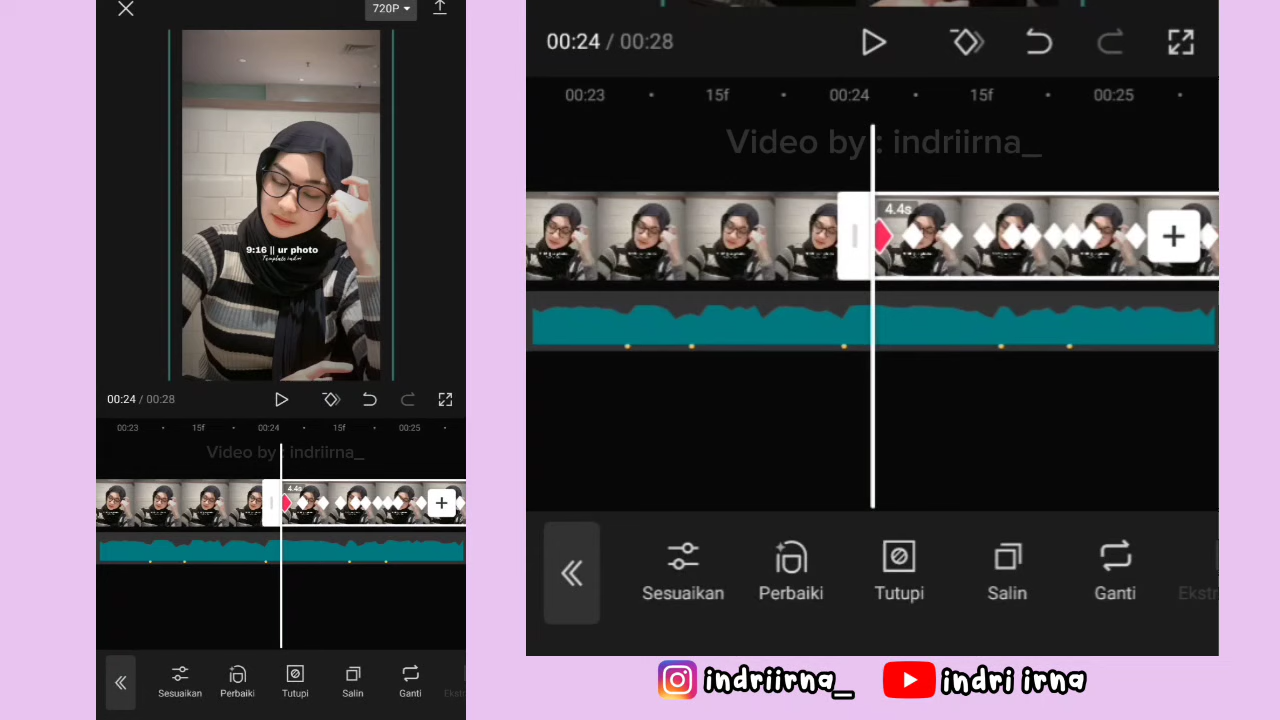 720P
9:16 || ur photo
Template indri
00:24 / 00:28
00:23 15f 00:24 15f 00:25
Video by : indriirna_
4.4s
Sesuaikan Perbaiki Tutupi Salin Ganti Ekst
00:24 / 00:28
00:23 15f 00:24 15f 00:25
Video by : indriirna_
4.4s
Sesuaikan Perbaiki Tutupi Salin Ganti Ekstr
indriirna_ indri irna